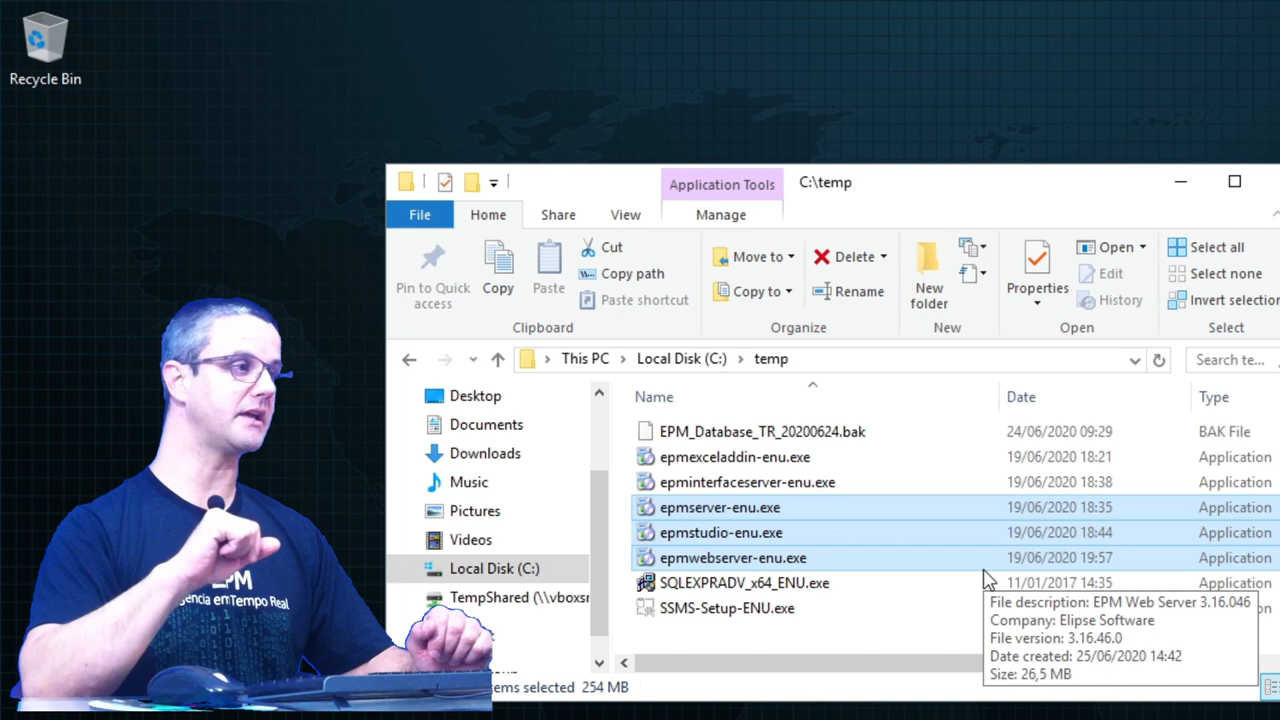 Recycle Bin
Application Tools
C:\temp
File
Home
Share
View
Manage
Pin to Quick access
Copy
Paste
Cut
Copy path
Paste shortcut
Clipboard
Move to
Copy to
Delete
Rename
Organize
New folder
New
Properties
Open
Edit
History
Open
Select all
Select none
Invert selection
Select
This PC
Local Disk (C:)
temp
Search te...
Desktop
Documents
Downloads
Music
Pictures
Videos
Local Disk (C:)
TempShared (\\vboxsr
Name
Date
Type
EPM_Database_TR_20200624.bak 24/06/2020 09:29 BAK File
epmexceladdin-enu.exe 19/06/2020 18:21 Application
epminterfaceserver-enu.exe 19/06/2020 18:38 Application
epmserver-enu.exe 19/06/2020 18:35 Application
epmstudio-enu.exe 19/06/2020 18:44 Application
epmwebserver-enu.exe 19/06/2020 19:57 Application
SQLEXPRADV_x64_ENU.exe 11/01/2017 14:35 Application
SSMS-Setup-ENU.exe
File description: EPM Web Server 3.16.046
Company: Elipse Software
File version: 3.16.46.0
Date created: 25/06/2020 14:42
Size: 26,5 MB
ems selected 254 MB
EPM
gência em Tempo Real